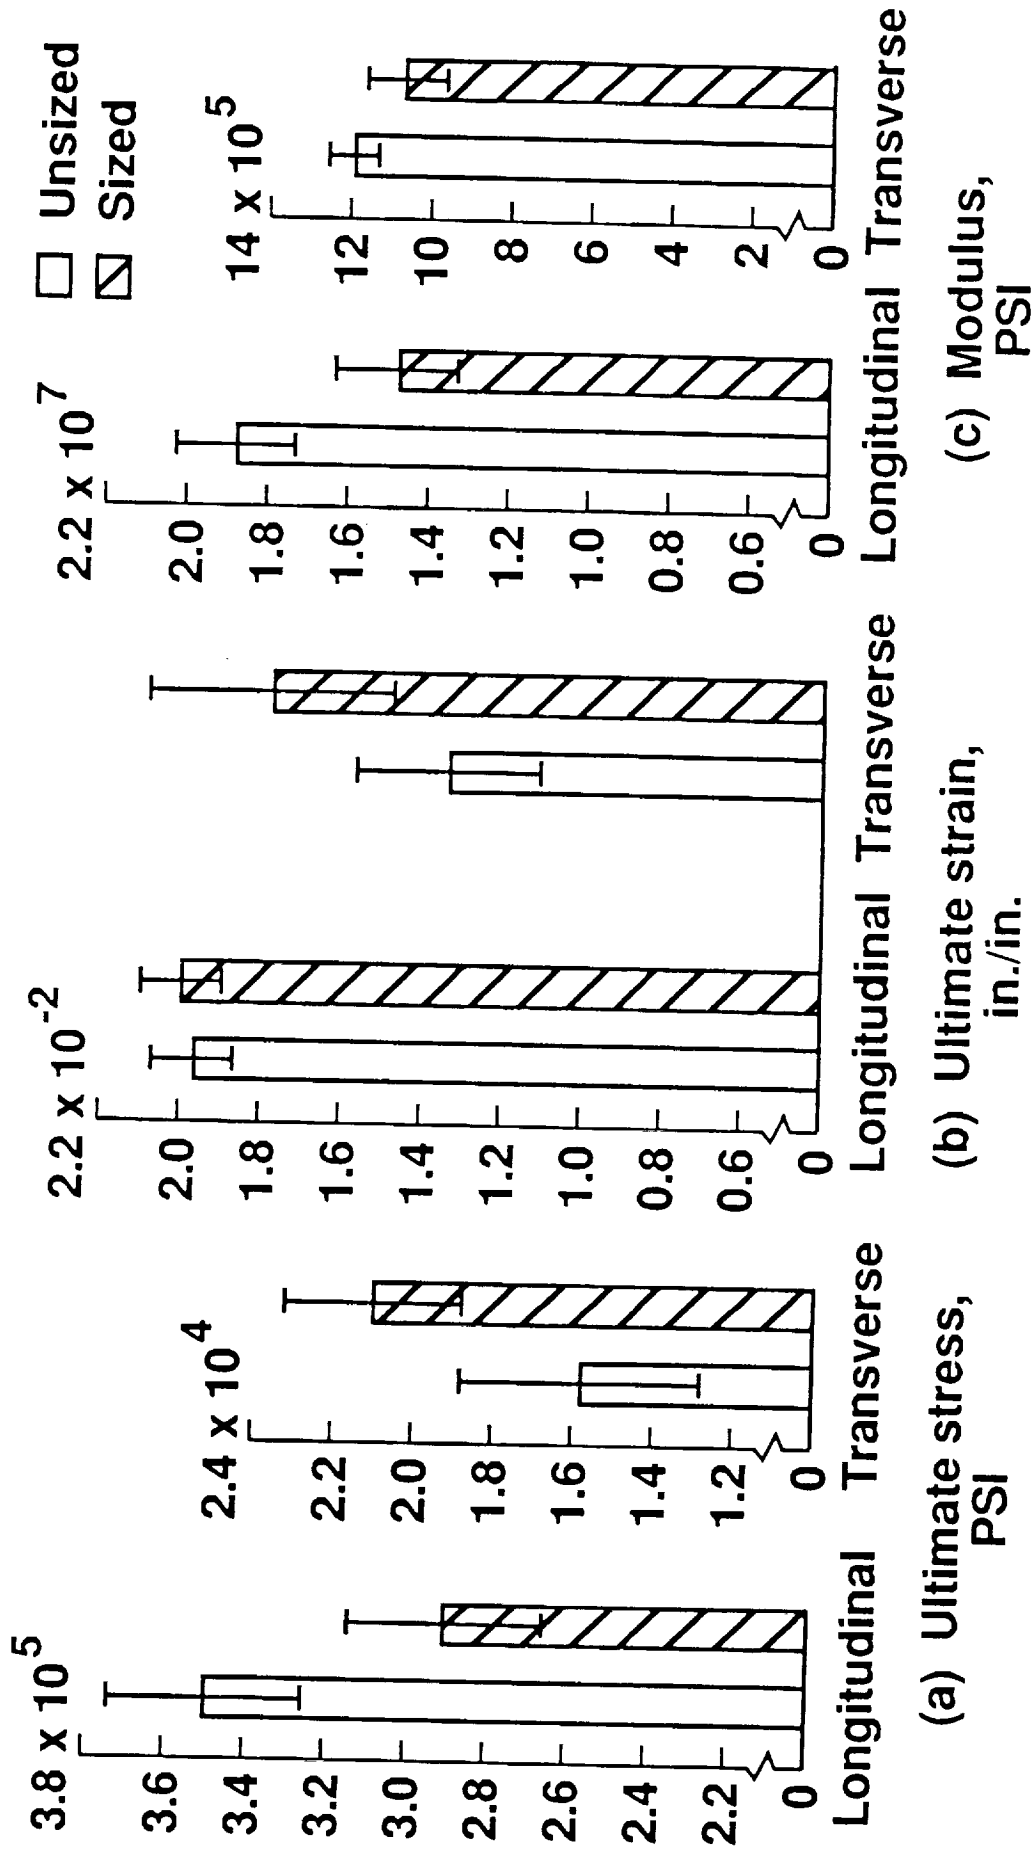 Unsized
Sized
3.8 x 10^5
3.6
3.4
3.2
3.0
2.8
2.6
2.4
2.2
0
Longitudinal
2.4 x 10^4
2.2
2.0
1.8
1.6
1.4
1.2
0
Transverse
(a) Ultimate stress,
PSI
2.2 x 10^-2
2.0
1.8
1.6
1.4
1.2
1.0
0.8
0.6
0
Longitudinal Transverse
(b) Ultimate strain,
in./in.
2.2 x 10^7
2.0
1.8
1.6
1.4
1.2
1.0
0.8
0.6
0
Longitudinal
14 x 10^5
12
10
8
6
4
2
0
Transverse
(c) Modulus,
PSI